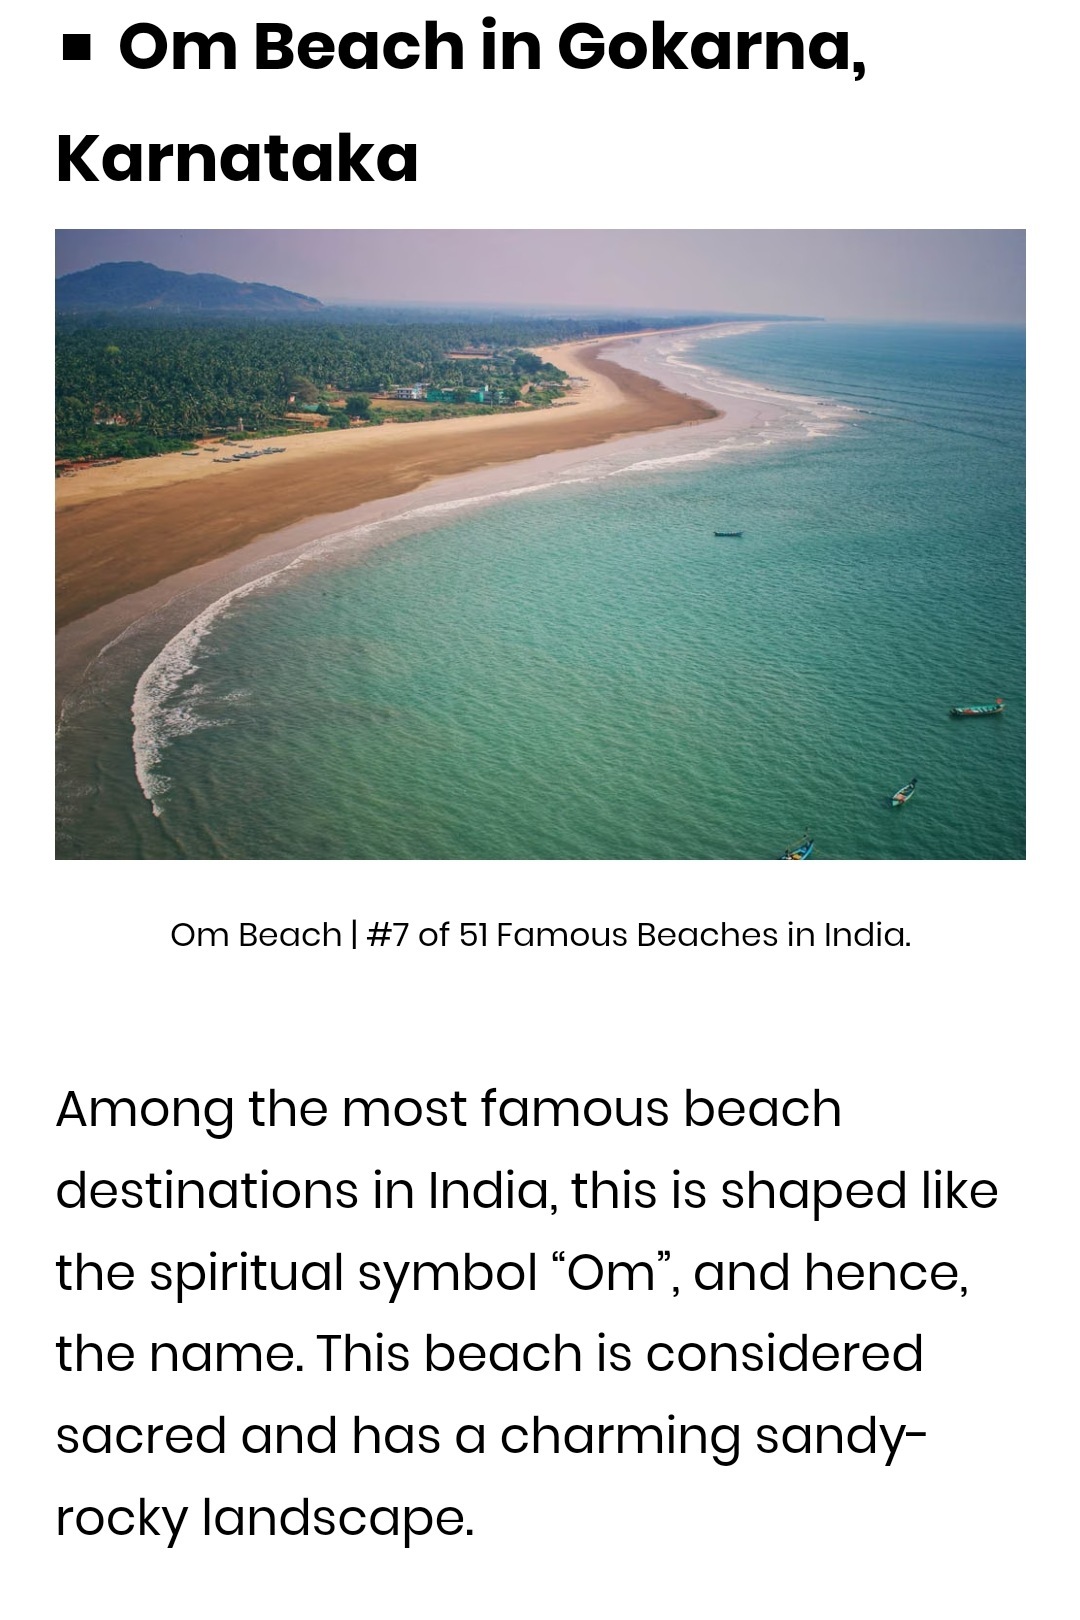 ▪ Om Beach in Gokarna,
Karnataka
Om Beach | #7 of 51 Famous Beaches in India.
Among the most famous beach
destinations in India, this is shaped like
the spiritual symbol “Om”, and hence,
the name. This beach is considered
sacred and has a charming sandy-
rocky landscape.